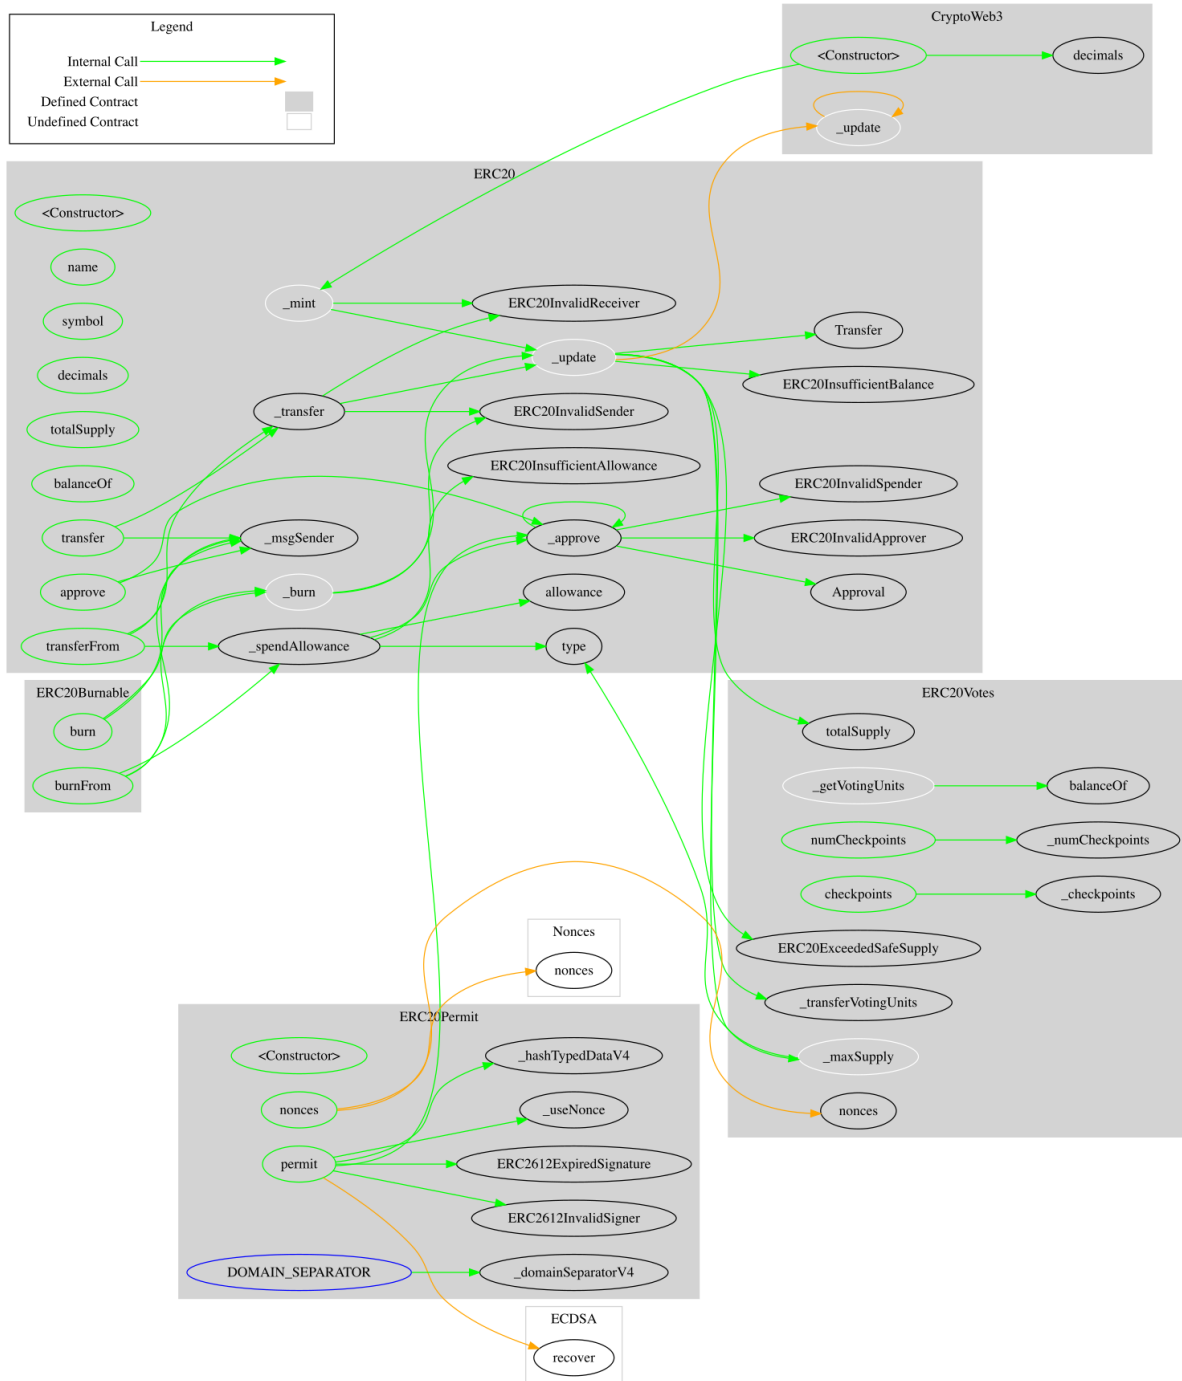 Legend
Internal Call
External Call
Defined Contract
Undefined Contract
CryptoWeb3
<Constructor>
decimals
_update
ERC20
<Constructor>
name
symbol
decimals
totalSupply
balanceOf
transfer
approve
transferFrom
_mint
_transfer
_msgSender
_burn
_spendAllowance
ERC20InvalidReceiver
_update
ERC20InvalidSender
ERC20InsufficientAllowance
_approve
allowance
type
Transfer
ERC20InsufficientBalance
ERC20InvalidSpender
ERC20InvalidApprover
Approval
ERC20Burnable
burn
burnFrom
ERC20Votes
totalSupply
_getVotingUnits
balanceOf
numCheckpoints
_numCheckpoints
checkpoints
_checkpoints
ERC20ExceededSafeSupply
_transferVotingUnits
_maxSupply
nonces
Nonces
nonces
ERC20Permit
<Constructor>
nonces
permit
DOMAIN_SEPARATOR
_hashTypedDataV4
_useNonce
ERC2612ExpiredSignature
ERC2612InvalidSigner
_domainSeparatorV4
ECDSA
recover